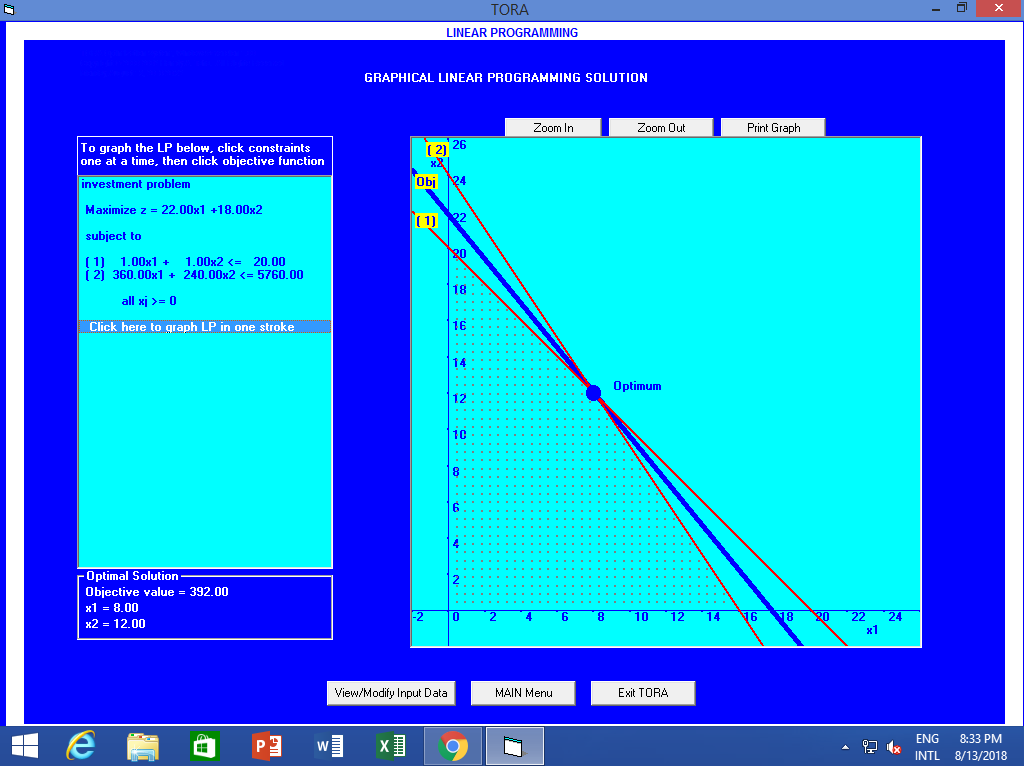 TORA
LINEAR PROGRAMMING
GRAPHICAL LINEAR PROGRAMMING SOLUTION
Zoom In
Zoom Out
Print Graph
To graph the LP below, click constraints
one at a time, then click objective function
investment problem
Maximize z = 22.00x1 +18.00x2
subject to
( 1) 1.00x1 + 1.00x2 <= 20.00
( 2) 360.00x1 + 240.00x2 <= 5760.00
all xj >= 0
Click here to graph LP in one stroke
Optimal Solution
Objective value = 392.00
x1 = 8.00
x2 = 12.00
( 2)
26
x2
Obj
24
( 1)
22
20
18
16
14
Optimum
12
10
8
6
4
2
-2 0 2 4 6 8 10 12 14 16 18 20 22 24
x1
View/Modify Input Data
MAIN Menu
Exit TORA
ENG
INTL
8:33 PM
8/13/2018